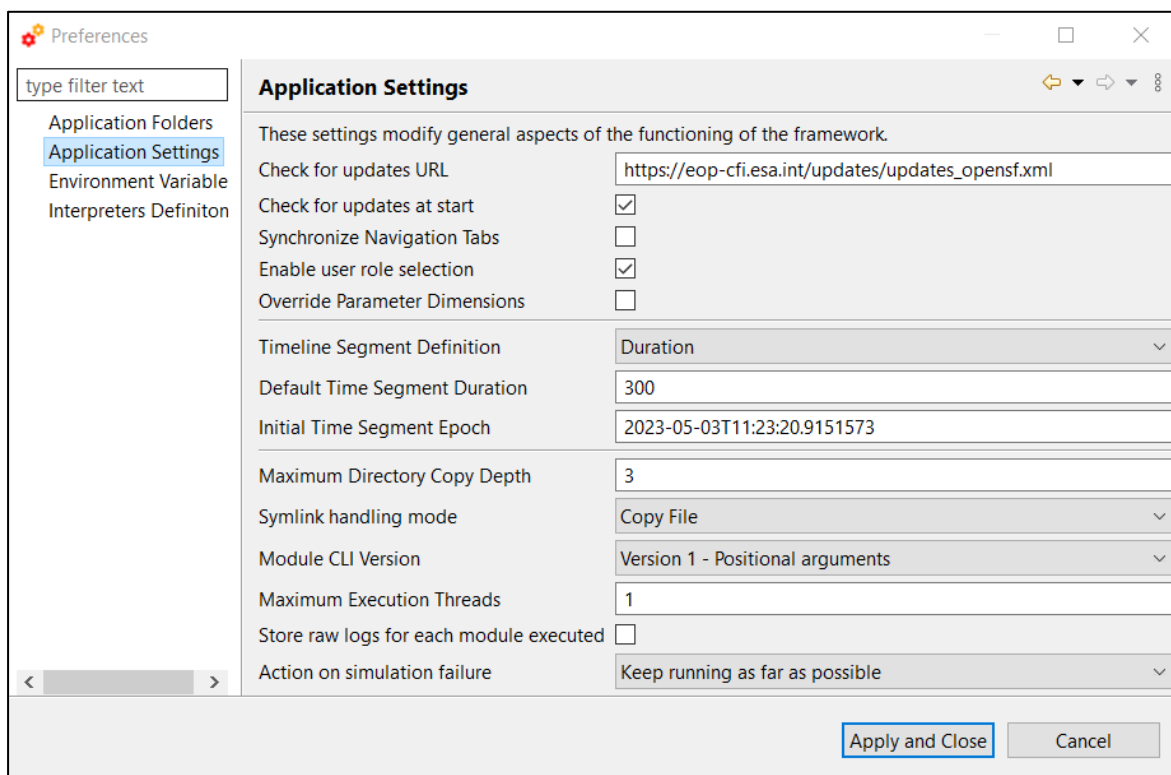 Preferences
type filter text
Application Folders
Application Settings
Environment Variable
Interpreters Definiton
Application Settings
These settings modify general aspects of the functioning of the framework.
Check for updates URL https://eop-cfi.esa.int/updates/updates_opensf.xml
Check for updates at start
Synchronize Navigation Tabs
Enable user role selection
Override Parameter Dimensions
Timeline Segment Definition Duration
Default Time Segment Duration 300
Initial Time Segment Epoch 2023-05-03T11:23:20.9151573
Maximum Directory Copy Depth 3
Symlink handling mode Copy File
Module CLI Version Version 1 - Positional arguments
Maximum Execution Threads 1
Store raw logs for each module executed
Action on simulation failure Keep running as far as possible
Apply and Close Cancel